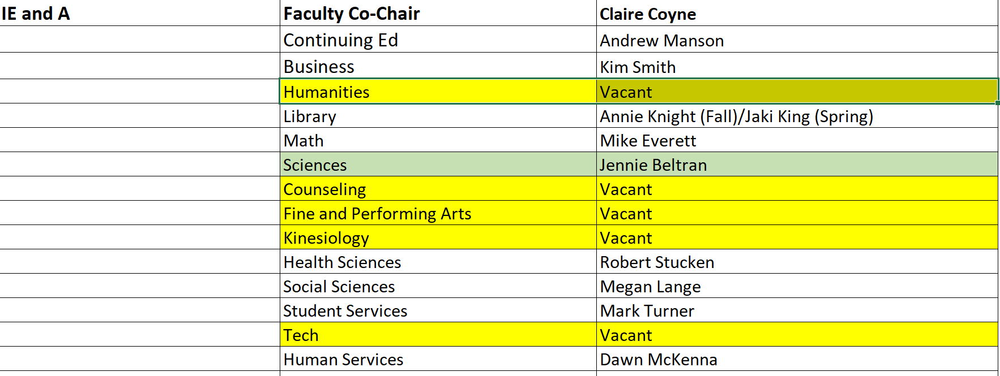 IE and A Faculty Co-Chair Claire Coyne
Continuing Ed Andrew Manson
Business Kim Smith
Humanities Vacant
Library Annie Knight (Fall)/Jaki King (Spring)
Math Mike Everett
Sciences Jennie Beltran
Counseling Vacant
Fine and Performing Arts Vacant
Kinesiology Vacant
Health Sciences Robert Stucken
Social Sciences Megan Lange
Student Services Mark Turner
Tech Vacant
Human Services Dawn McKenna